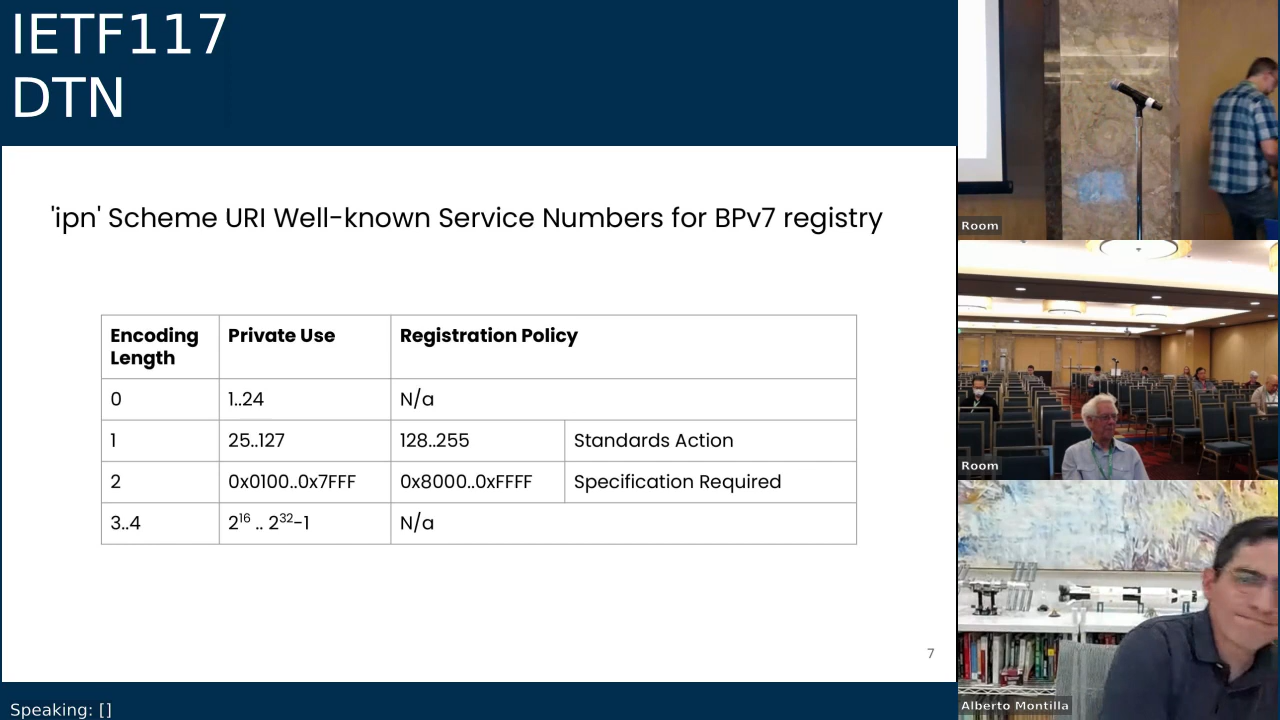 IETF117
DTN
'ipn' Scheme URI Well-known Service Numbers for BPv7 registry
Encoding Length Private Use Registration Policy
0 1..24 N/a
1 25..127 128..255 Standards Action
2 0x0100..0x7FFF 0x8000..0xFFFF Specification Required
3..4 2¹⁶ .. 2³²-1 N/a
7
Speaking: []
Room
Room
Alberto Montilla